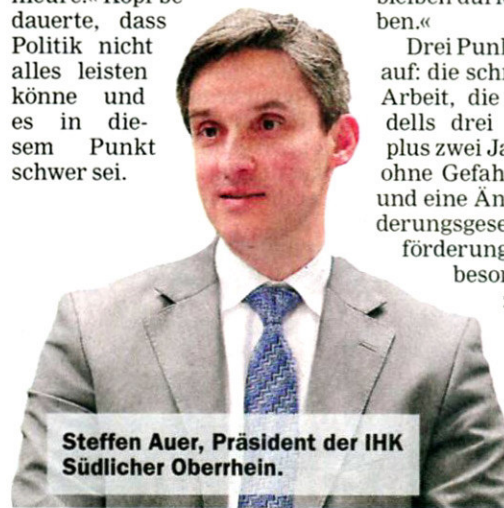 dauerte, dass
Politik nicht
alles leisten
könne und
es in die-
sem Punkt
schwer sei.
ben.«
Drei Punk
auf: die sch
Arbeit, die
dells drei
plus zwei Ja
ohne Gefah
und eine Än
derungsgese
förderung
besor
Steffen Auer, Präsident der IHK
Südlicher Oberrhein.